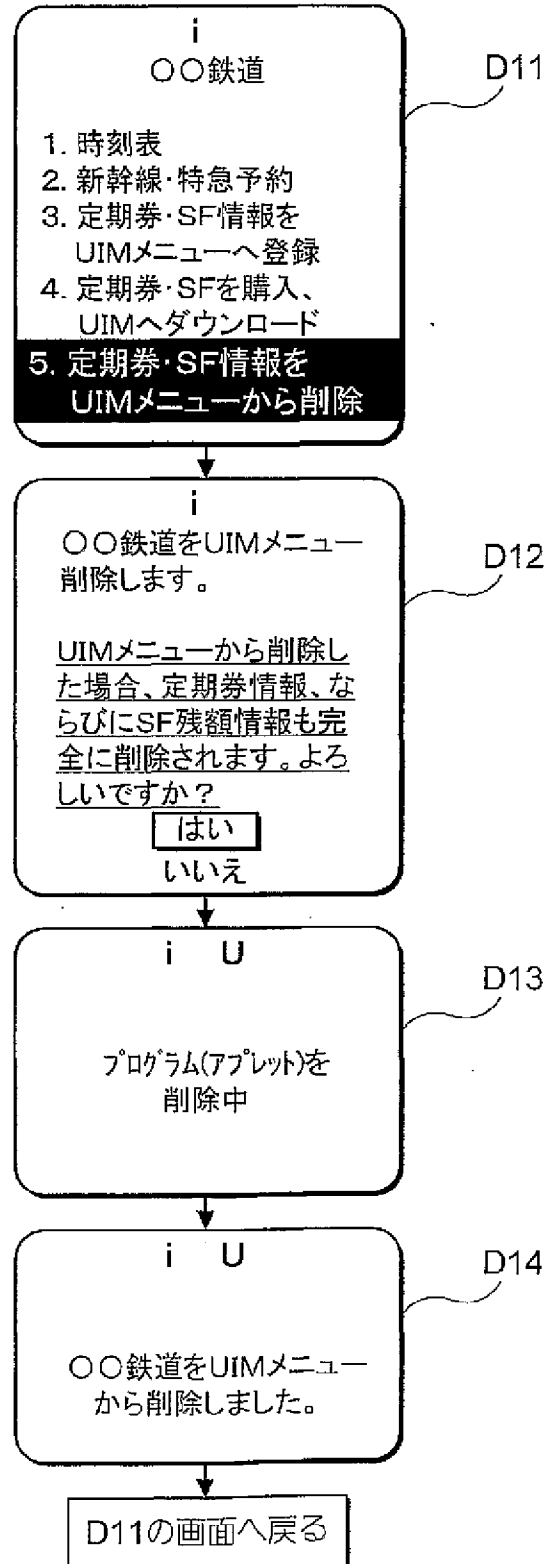 i
〇〇鉄道
D11
1. 時刻表
2. 新幹線・特急予約
3. 定期券・SF情報を
UIMメニューへ登録
4. 定期券・SFを購入、
UIMへダウンロード
5. 定期券・SF情報を
UIMメニューから削除
i
〇〇鉄道をUIMメニュー
削除します。
D12
UIMメニューから削除し
た場合、定期券情報、な
らびにSF残額情報も完
全に削除されます。よろ
しいですか？
はい
いいえ
i U
D13
プログラム(アプレット)を
削除中
i U
D14
〇〇鉄道をUIMメニュー
から削除しました。
D11の画面へ戻る